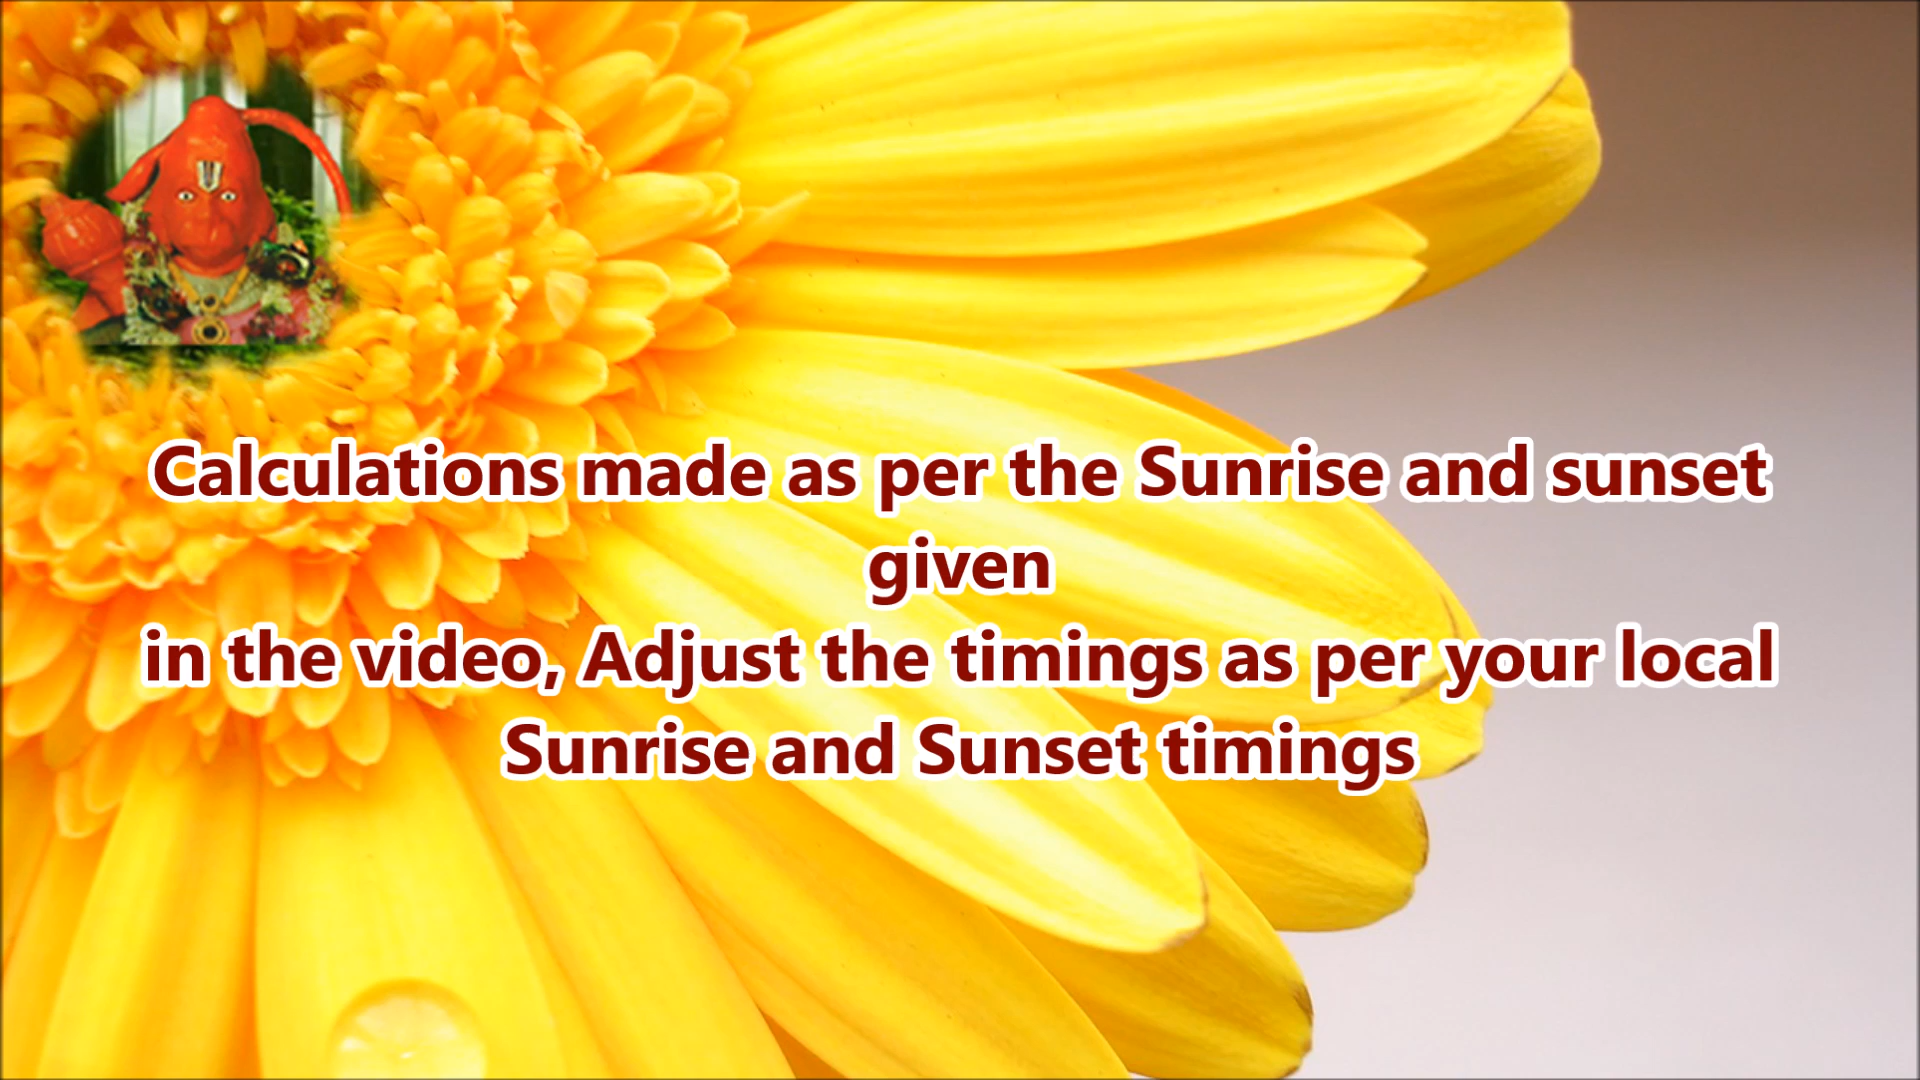 Calculations made as per the Sunrise and sunset
given
in the video, Adjust the timings as per your local
Sunrise and Sunset timings